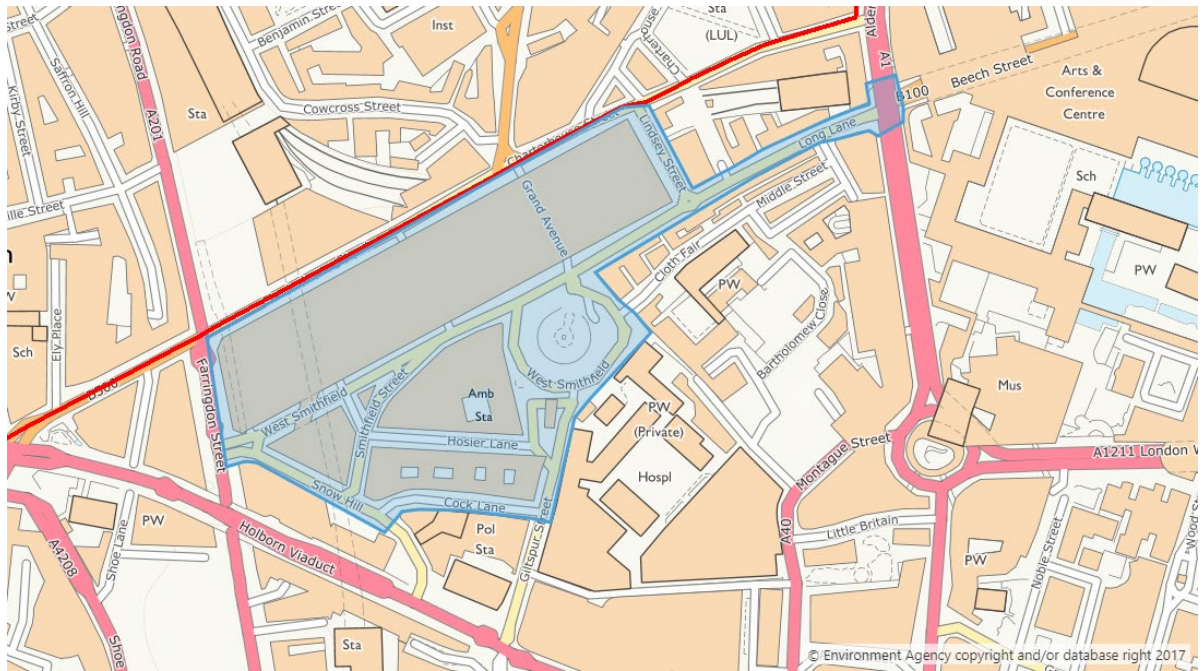 Farringdon Road
A201
Saffron Hill
Kirby Street
Benjamin Street
Inst
Sta
Cowcross Street
Charterhouse Street
Sta
(LUL)
A1
Beech Street
B100
Arts &
Conference
Centre
Long Lane
Lindsey Street
Middle Street
Grand Avenue
Cloth Fair
PW
Bartholomew Close
Sch
PW
Ely Place
Sch
B500
Farringdon Street
West Smithfield
Smithfield Street
Amb
Sta
West Smithfield
Hosier Lane
PW
(Private)
Hospl
Mus
Montague Street
A1211 London W
Snow Hill
Cock Lane
Giltspur Street
Pol
Sta
Holborn Viaduct
Shoe Lane
PW
A4208
Shoe
Sta
A40
Little Britain
PW
Noble Street
© Environment Agency copyright and/or database right 2017